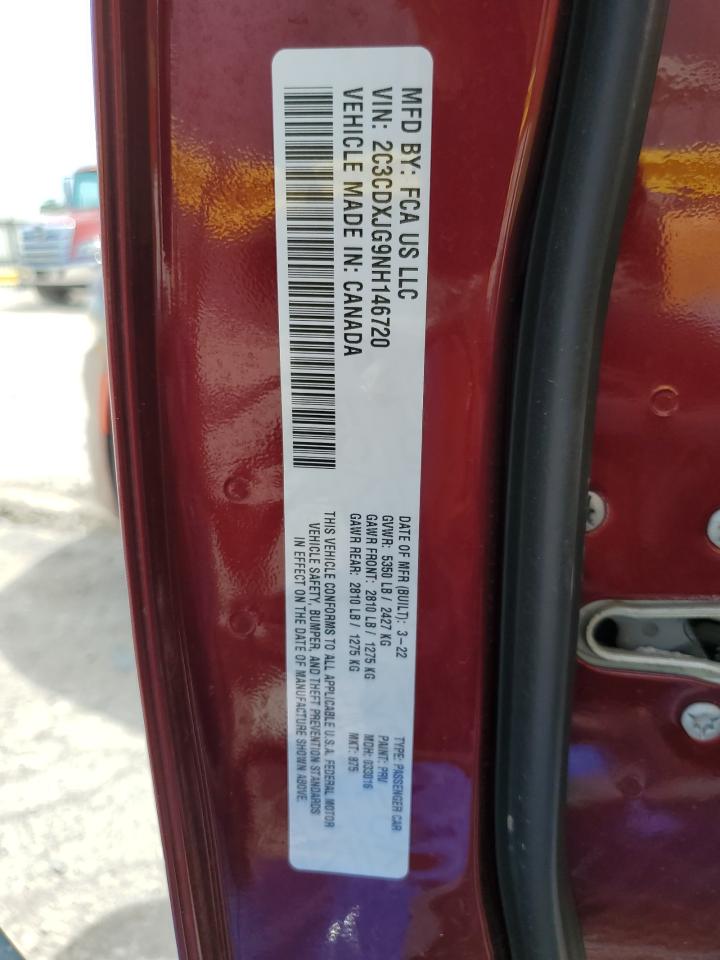 MFD BY: FCA US LLC
VIN: 2C3CDXJG9NH146720
VEHICLE MADE IN: CANADA
DATE OF MFR (BUILT): 3-22
GVWR: 5350 LB / 2427 KG
GAWR FRONT: 2810 LB / 1275 KG
GAWR REAR: 2810 LB / 1275 KG
TYPE: PASSENGER CAR
PAINT: PRV
MDH: 033016
MKT: 875
THIS VEHICLE CONFORMS TO ALL APPLICABLE U.S.A. FEDERAL MOTOR
VEHICLE SAFETY, BUMPER, AND THEFT PREVENTION STANDARDS
IN EFFECT ON THE DATE OF MANUFACTURE SHOWN ABOVE.